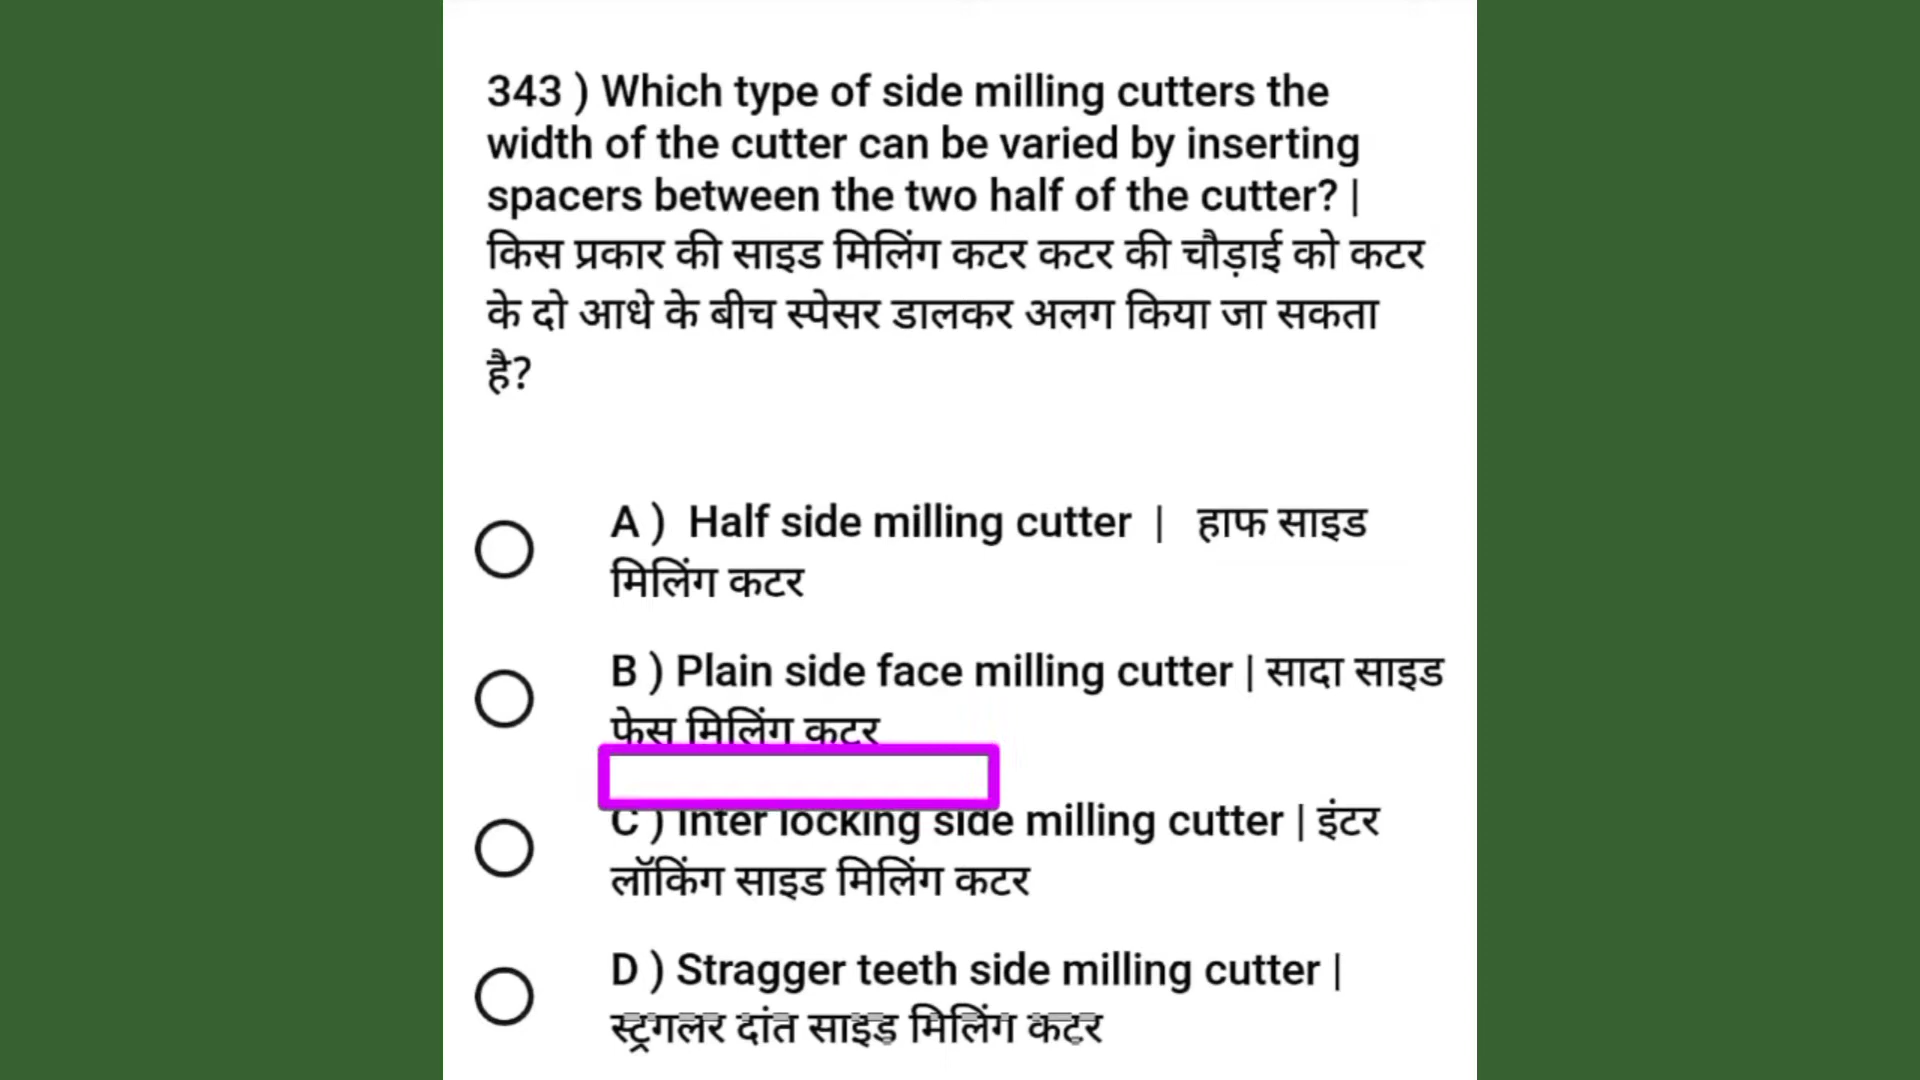 343 ) Which type of side milling cutters the
width of the cutter can be varied by inserting
spacers between the two half of the cutter? |
किस प्रकार की साइड मिलिंग कटर कटर की चौड़ाई को कटर
के दो आधे के बीच स्पेसर डालकर अलग किया जा सकता
है?
A )  Half side milling cutter  |   हाफ साइड
मिलिंग कटर
B ) Plain side face milling cutter | सादा साइड
फेस मिलिंग कटर
C ) Inter locking side milling cutter | इंटर
लॉकिंग साइड मिलिंग कटर
D ) Stragger teeth side milling cutter |
स्ट्रगलर दांत साइड मिलिंग कटर